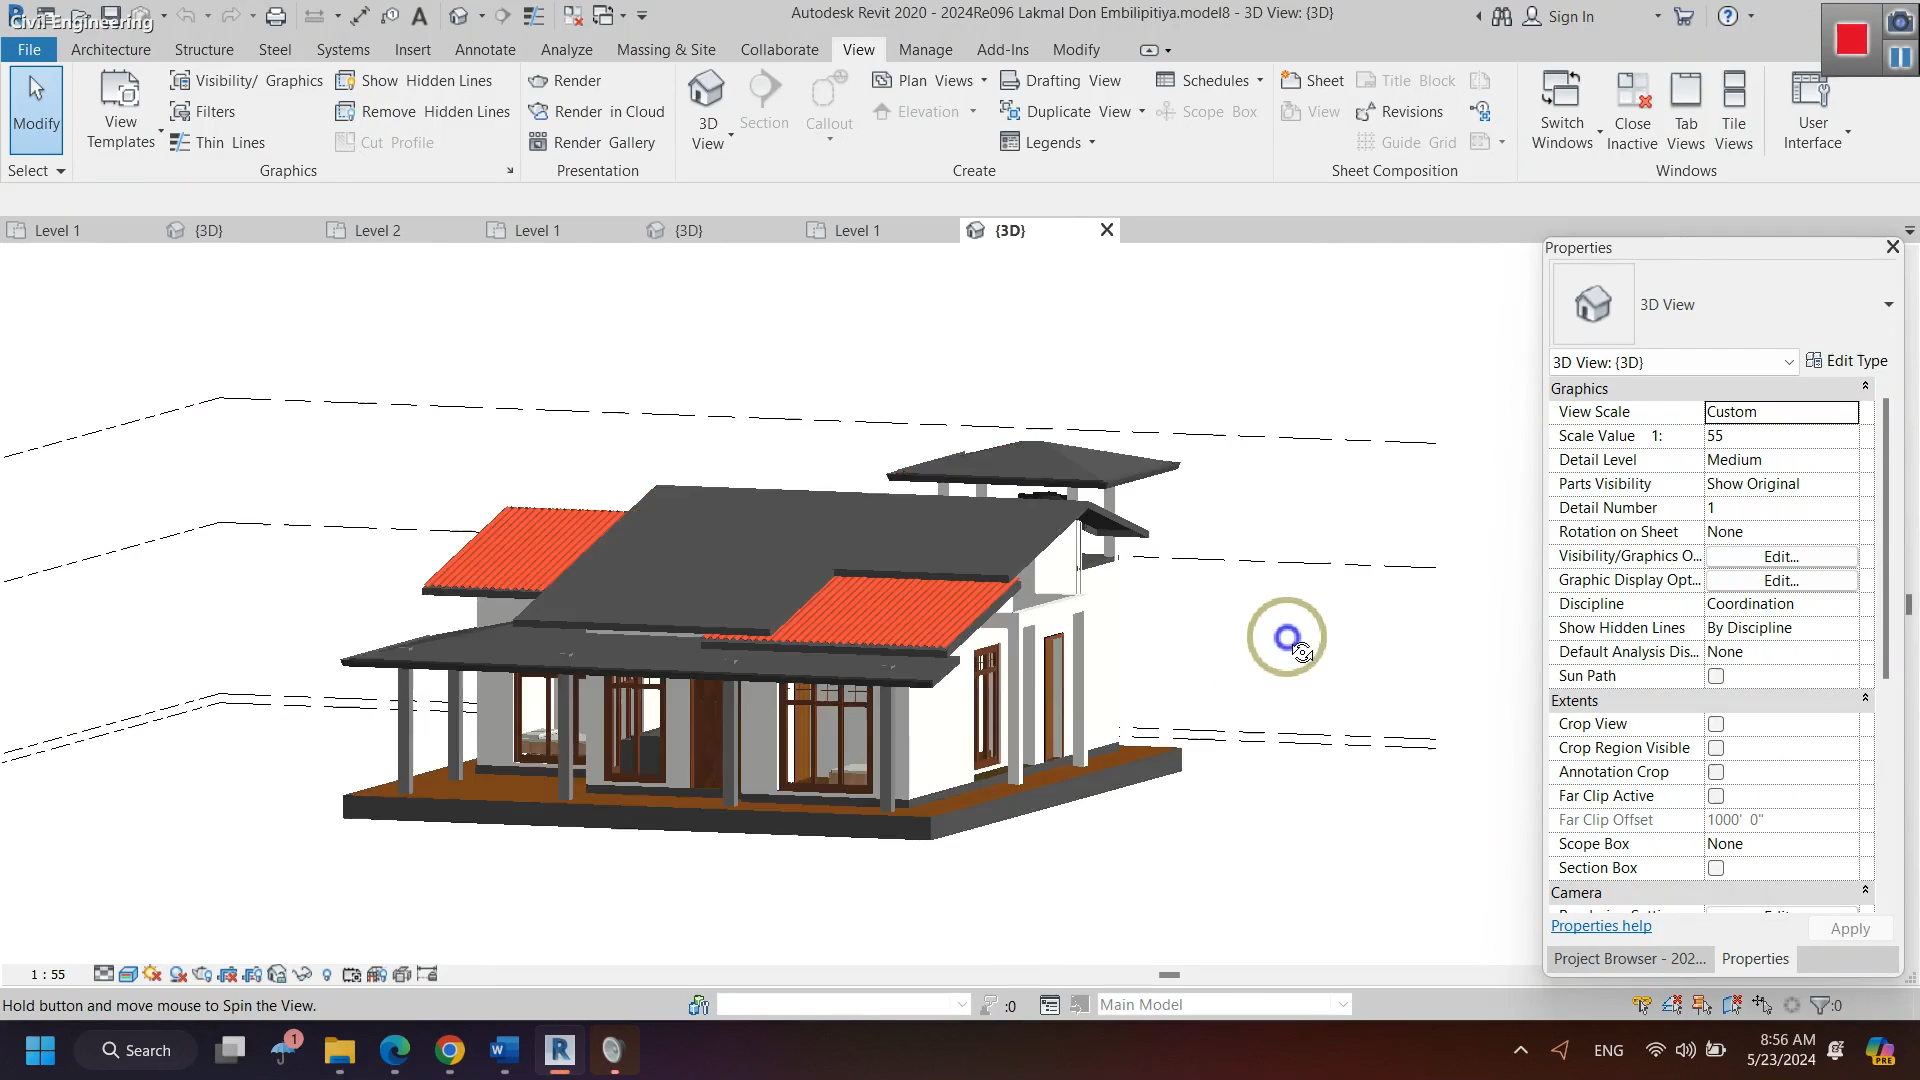 Civil Engineering
Autodesk Revit 2020 - 2024Re096 Lakmal Don Embilipitiya.model8 - 3D View: {3D}
Sign In
File Architecture Structure Steel Systems Insert Annotate Analyze Massing & Site Collaborate View Manage Add-Ins Modify
Modify
View Templates
Visibility/ Graphics
Filters
Thin Lines
Show Hidden Lines
Remove Hidden Lines
Cut Profile
Render
Render in Cloud
Render Gallery
3D View
Section
Callout
Plan Views
Elevation
Drafting View
Duplicate View
Legends
Schedules
Scope Box
Sheet
View
Title Block
Revisions
Guide Grid
Switch Windows
Close Inactive
Tab Views
Tile Views
User Interface
Select
Graphics
Presentation
Create
Sheet Composition
Windows
Level 1 {3D} Level 2 Level 1 {3D} Level 1 {3D}
Properties
3D View
3D View: {3D} Edit Type
Graphics
View Scale Custom
Scale Value 1: 55
Detail Level Medium
Parts Visibility Show Original
Detail Number 1
Rotation on Sheet None
Visibility/Graphics O... Edit...
Graphic Display Opt... Edit...
Discipline Coordination
Show Hidden Lines By Discipline
Default Analysis Dis... None
Sun Path
Extents
Crop View
Crop Region Visible
Annotation Crop
Far Clip Active
Far Clip Offset 1000' 0"
Scope Box None
Section Box
Camera
Properties help
Apply
Project Browser - 202... Properties
1 : 55
Hold button and move mouse to Spin the View.
:0
Main Model
:0
Search
1
ENG
8:56 AM
5/23/2024
PRE